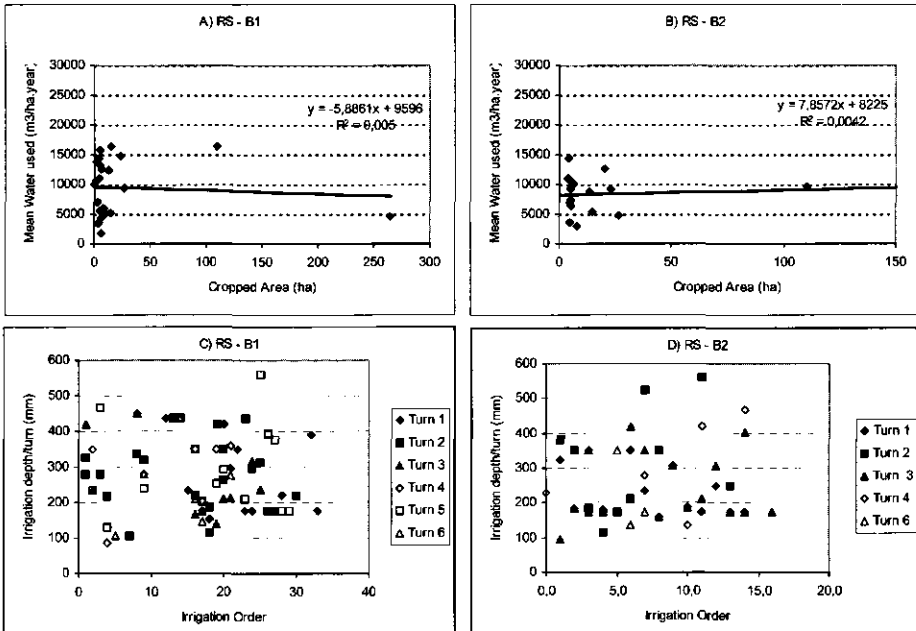 A) RS - B1
Mean Water used (m3/ha.year)
30000
25000
20000
15000
10000
5000
0
y = -5,8861x + 9596
R² = 0,005
0 50 100 150 200 250 300
Cropped Area (ha)
B) RS - B2
Mean Water used (m3/ha.year)
30000
25000
20000
15000
10000
5000
0
y = 7,8572x + 8225
R² = 0,0042
0 50 100 150
Cropped Area (ha)
C) RS - B1
Irrigation depth/turn (mm)
600
500
400
300
200
100
0
0 10 20 30 40
Irrigation Order
Turn 1
Turn 2
Turn 3
Turn 4
Turn 5
Turn 6
D) RS - B2
Irrigation depth/turn (mm)
600
500
400
300
200
100
0
0,0 5,0 10,0 15,0 20,0
Irrigation Order
Turn 1
Turn 2
Turn 3
Turn 4
Turn 6